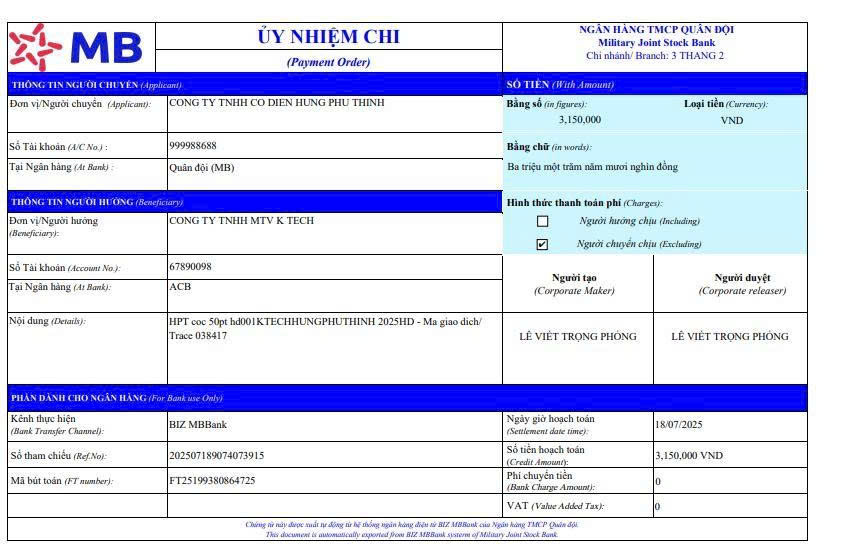 MB
ỦY NHIỆM CHI
(Payment Order)
NGÂN HÀNG TMCP QUÂN ĐỘI
Military Joint Stock Bank
Chi nhánh/ Branch: 3 THANG 2
THÔNG TIN NGƯỜI CHUYỂN (Applicant)
SỐ TIỀN (With Amount)
Đơn vị/Người chuyển (Applicant):
CONG TY TNHH CO DIEN HUNG PHU THINH
Bằng số (in figures):
Loại tiền (Currency):
3,150,000
VND
Số Tài khoản (A/C No.) :
999988688
Bằng chữ (in words):
Tại Ngân hàng (At Bank) :
Quân đội (MB)
Ba triệu một trăm năm mươi nghìn đồng
THÔNG TIN NGƯỜI HƯỞNG (Beneficiary)
Hình thức thanh toán phí (Charges):
Đơn vị/Người hưởng
(Beneficiary):
CONG TY TNHH MTV K TECH
Người hưởng chịu (Including)
Người chuyển chịu (Excluding)
Số Tài khoản (Account No.):
67890098
Tại Ngân hàng (At Bank):
ACB
Người tạo
(Corporate Maker)
Người duyệt
(Corporate releaser)
Nội dung (Details):
HPT coc 50pt hd001KTECHHUNGPHUTHINH 2025HD - Ma giao dich/
Trace 038417
LÊ VIẾT TRỌNG PHÓNG
LÊ VIẾT TRỌNG PHÓNG
PHẦN DÀNH CHO NGÂN HÀNG (For Bank use Only)
Kênh thực hiện
(Bank Transfer Channel):
BIZ MBBank
Ngày giờ hoạch toán
(Settlement date time):
18/07/2025
Số tham chiếu (Ref.No):
202507189074073915
Số tiền hoạch toán
(Credit Amount):
3,150,000 VND
Mã bút toán (FT number):
FT25199380864725
Phí chuyển tiền
(Bank Charge Amount):
0
VAT (Value Added Tax):
0
Chứng từ này được xuất tự động từ hệ thống ngân hàng điện tử BIZ MBBank của Ngân hàng TMCP Quân đội.
This document is automatically exported from BIZ MBBank systerm of Military Joint Stock Bank.